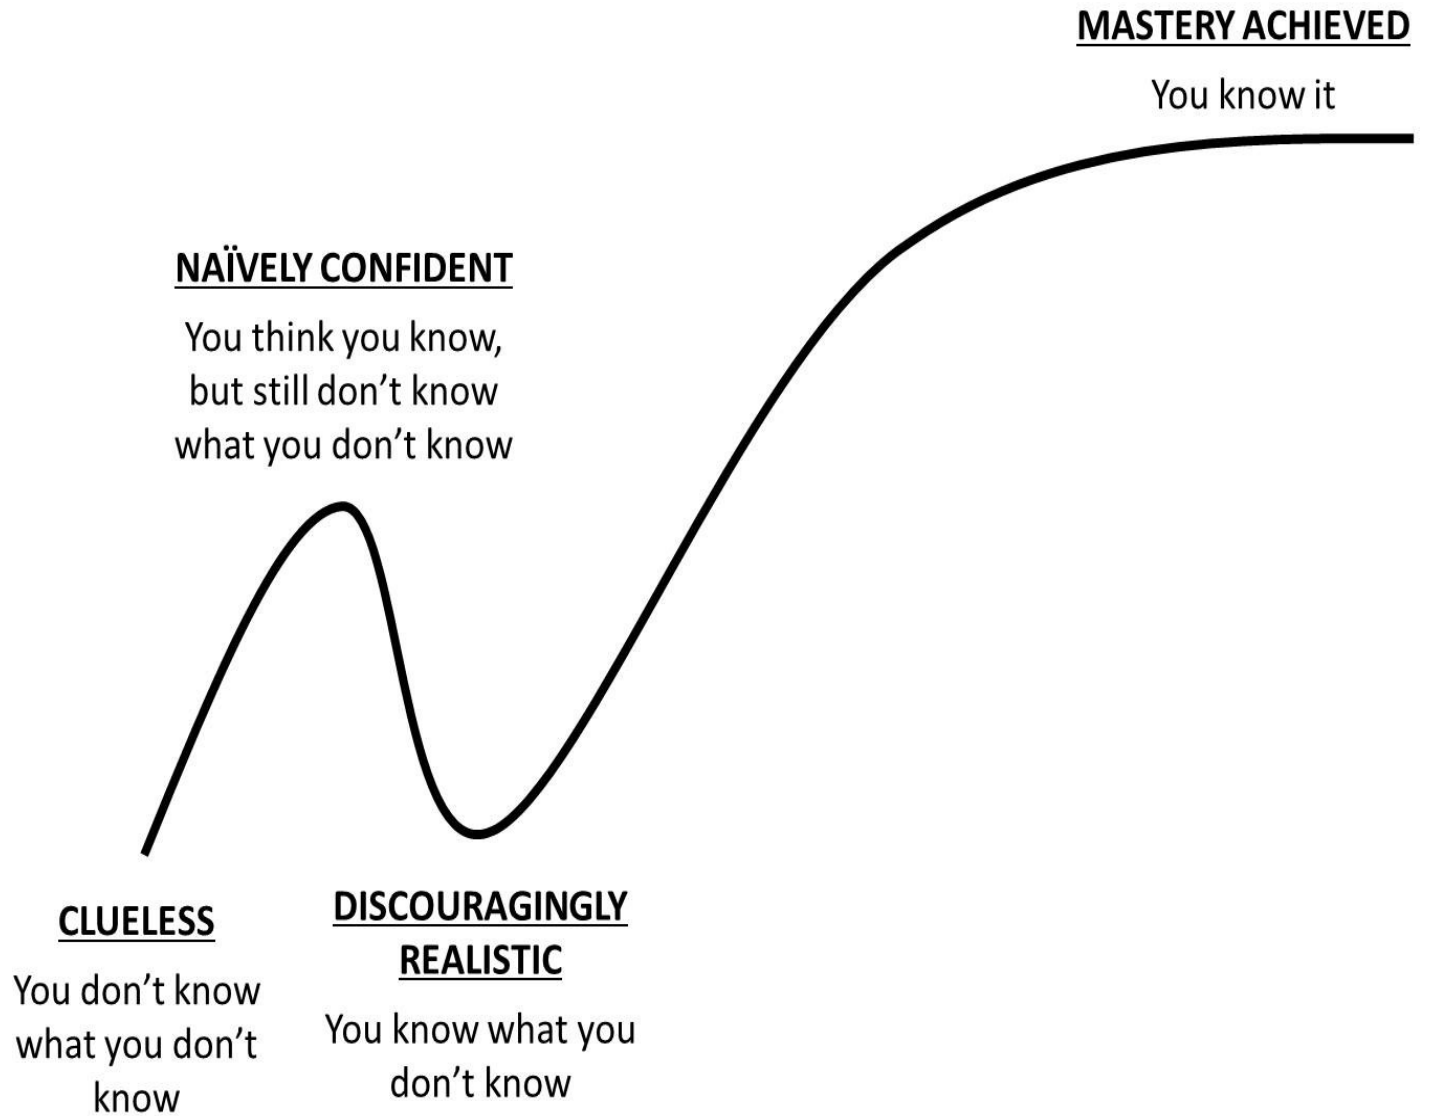 MASTERY ACHIEVED
You know it
NAÏVELY CONFIDENT
You think you know,
but still don’t know
what you don’t know
CLUELESS
You don’t know
what you don’t
know
DISCOURAGINGLY
REALISTIC
You know what you
don’t know